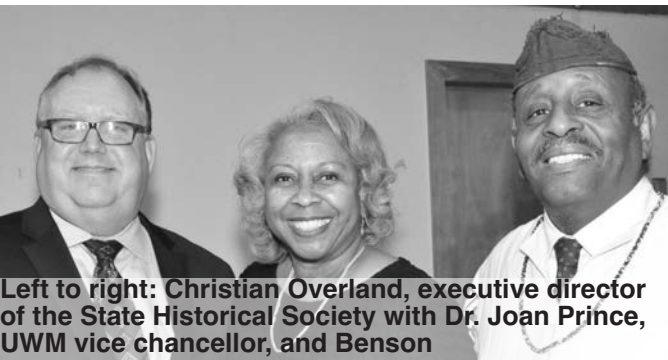 Left to right: Christian Overland, executive director
of the State Historical Society with Dr. Joan Prince,
UWM vice chancellor, and Benson